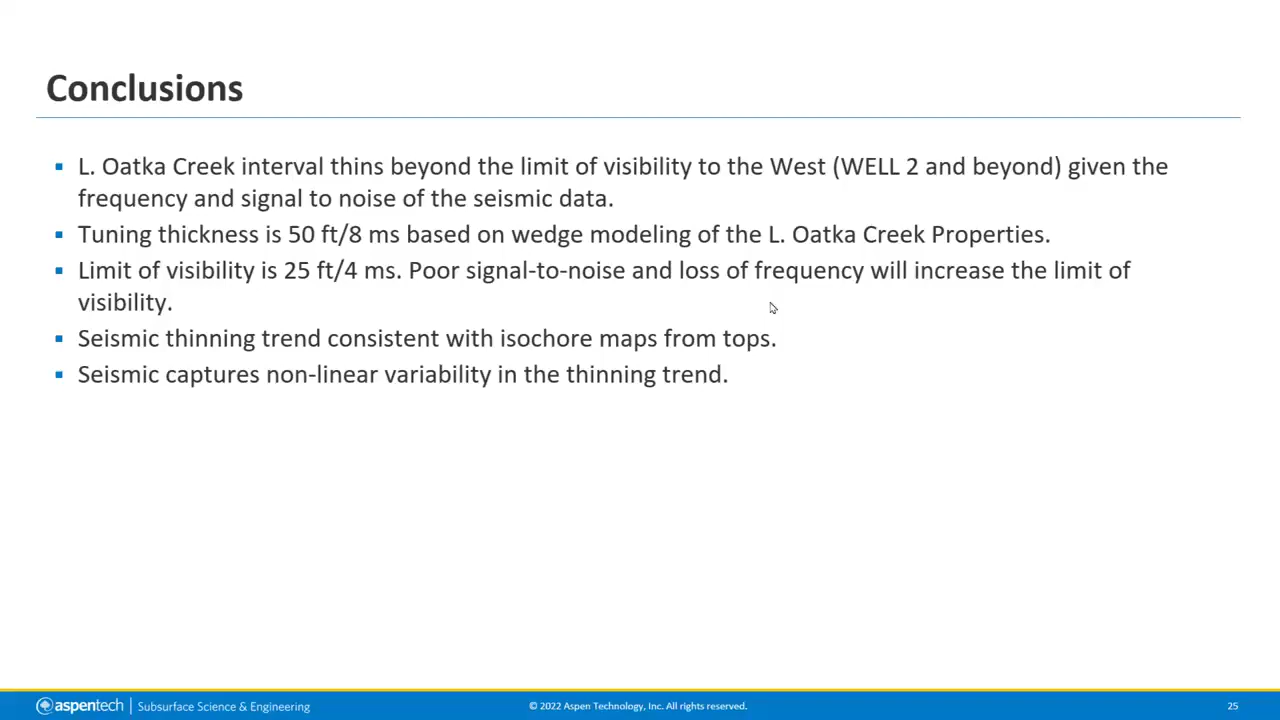 Conclusions
▪ L. Oatka Creek interval thins beyond the limit of visibility to the West (WELL 2 and beyond) given the
frequency and signal to noise of the seismic data.
▪ Tuning thickness is 50 ft/8 ms based on wedge modeling of the L. Oatka Creek Properties.
▪ Limit of visibility is 25 ft/4 ms. Poor signal-to-noise and loss of frequency will increase the limit of
visibility.
▪ Seismic thinning trend consistent with isochore maps from tops.
▪ Seismic captures non-linear variability in the thinning trend.
aspentech | Subsurface Science & Engineering
© 2022 Aspen Technology, Inc. All rights reserved.
25